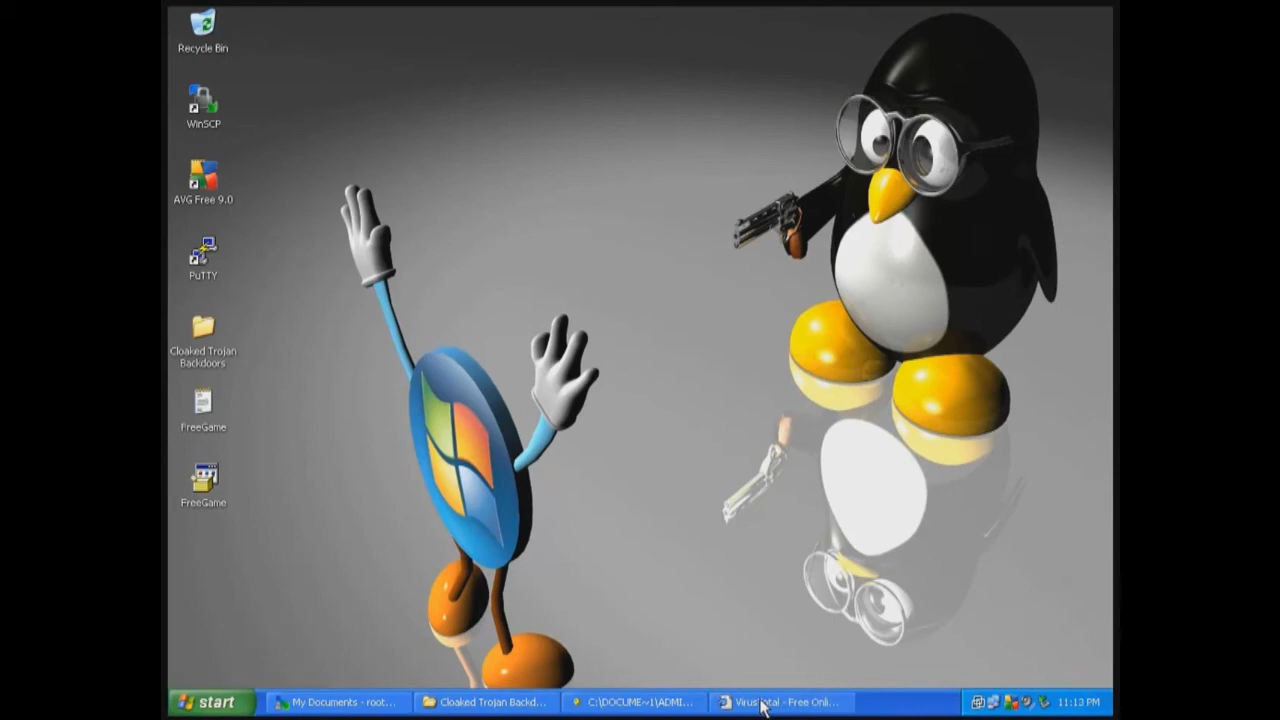 Recycle Bin
WinSCP
AVG Free 9.0
PuTTY
Cloaked Trojan
Backdoors
FreeGame
FreeGame
start
My Documents - root...
Cloaked Trojan Backd...
C:\DOCUME~1\ADMI...
VirusTotal - Free Onli...
11:13 PM